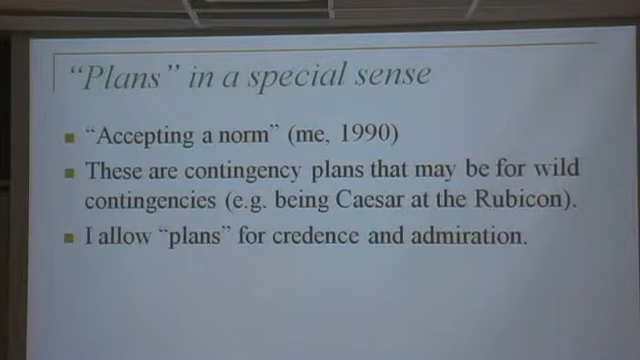 “Plans” in a special sense
“Accepting a norm” (me, 1990)
These are contingency plans that may be for wild
contingencies (e.g. being Caesar at the Rubicon).
I allow “plans” for credence and admiration.